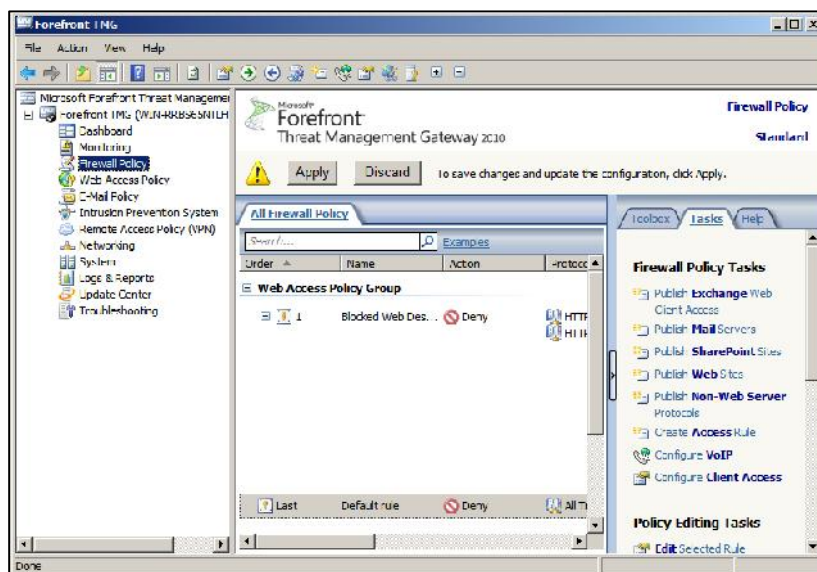 Forefront TMG
File Action View Help
Microsoft Forefront Threat Manageme
Forefront TMG
Dashboard
Monitoring
Firewall Policy
Web Access Policy
E-Mail Policy
Intrusion Prevention System
Remote Access Policy (VPN)
Networking
System
Logs & Reports
Update Center
Troubleshooting
Microsoft
Forefront
Threat Management Gateway 2010
Firewall Policy
Standard
Apply Discard To save changes and update the configuration, click Apply.
All Firewall Policy
Search... Examples
Order Name Action Protoco
Web Access Policy Group
1 Blocked Web Des... Deny HTTP
HTTP
Last Default rule Deny All Tr
Toolbox Tasks Help
Firewall Policy Tasks
Publish Exchange Web
Client Access
Publish Mail Servers
Publish SharePoint Sites
Publish Web Sites
Publish Non-Web Server
Protocols
Create Access Rule
Configure VoIP
Configure Client Access
Policy Editing Tasks
Edit Selected Rule
Done